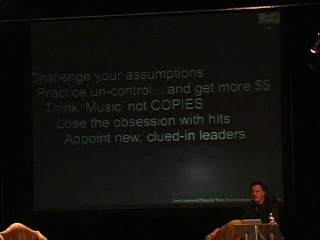 Challenge your assumptions
Practice un-control... and get more $$
Think 'Music' not COPIES
Lose the obsession with hits
Appoint new, clued-in leaders